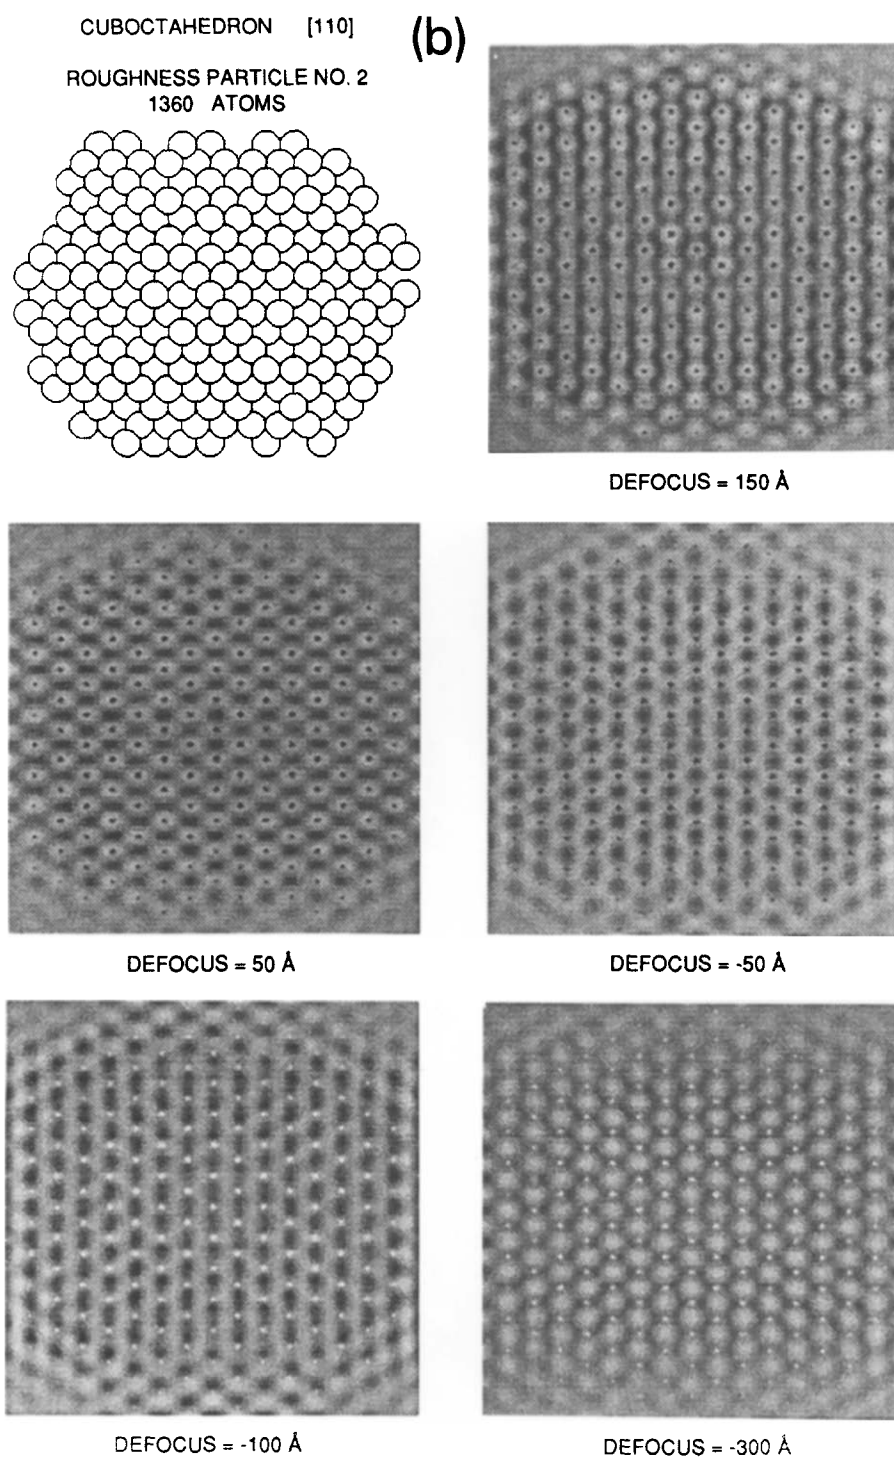 CUBOCTAHEDRON [110]
(b)
ROUGHNESS PARTICLE NO. 2
1360 ATOMS
DEFOCUS = 150 Å
DEFOCUS = 50 Å
DEFOCUS = -50 Å
DEFOCUS = -100 Å
DEFOCUS = -300 Å